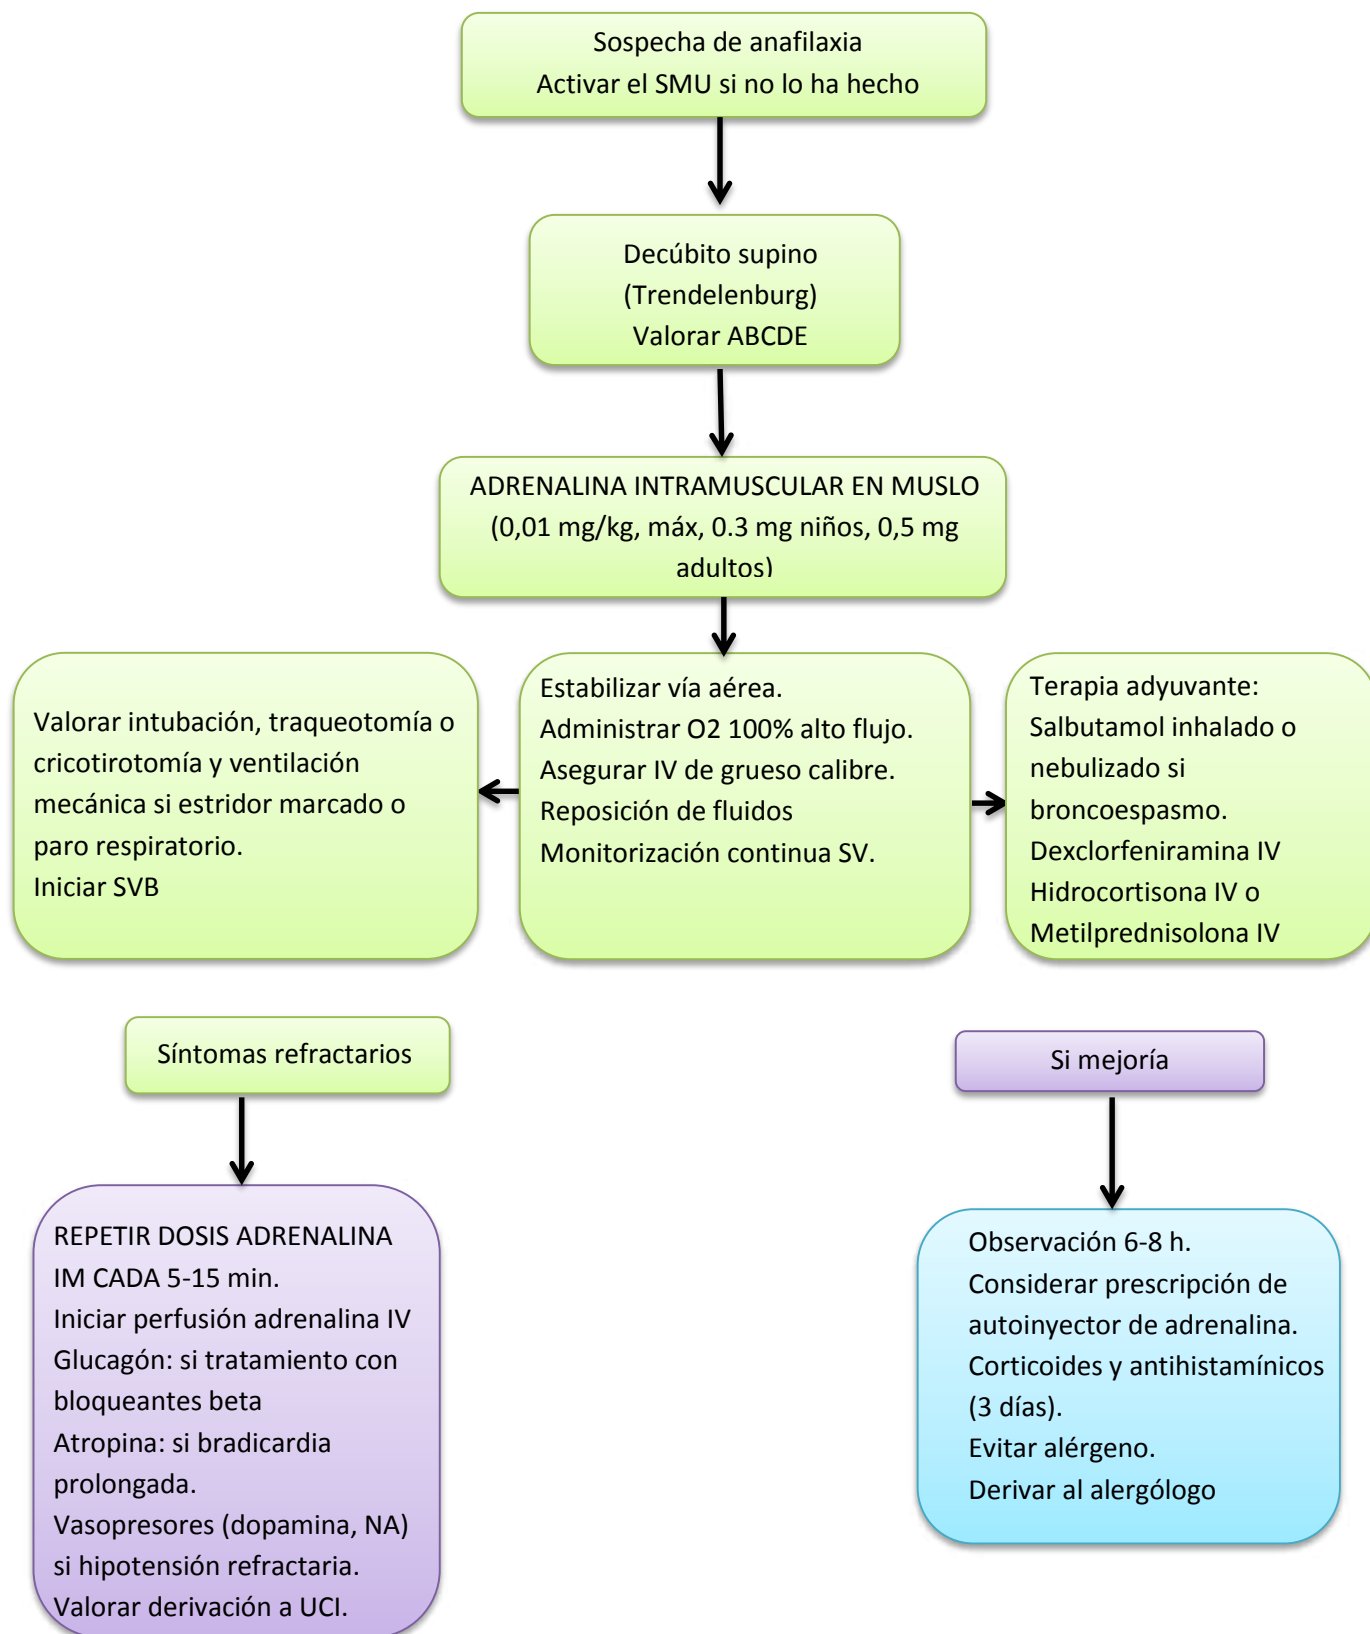 Sospecha de anafilaxia
Activar el SMU si no lo ha hecho
Decúbito supino
(Trendelenburg)
Valorar ABCDE
ADRENALINA INTRAMUSCULAR EN MUSLO
(0,01 mg/kg, máx, 0.3 mg niños, 0,5 mg
adultos)
Valorar intubación, traqueotomía o
cricotirotomía y ventilación
mecánica si estridor marcado o
paro respiratorio.
Iniciar SVB
Estabilizar vía aérea.
Administrar O2 100% alto flujo.
Asegurar IV de grueso calibre.
Reposición de fluidos
Monitorización continua SV.
Terapia adyuvante:
Salbutamol inhalado o
nebulizado si
broncoespasmo.
Dexclorfeniramina IV
Hidrocortisona IV o
Metilprednisolona IV
Síntomas refractarios
Si mejoría
REPETIR DOSIS ADRENALINA
IM CADA 5-15 min.
Iniciar perfusión adrenalina IV
Glucagón: si tratamiento con
bloqueantes beta
Atropina: si bradicardia
prolongada.
Vasopresores (dopamina, NA)
si hipotensión refractaria.
Valorar derivación a UCI.
Observación 6-8 h.
Considerar prescripción de
autoinyector de adrenalina.
Corticoides y antihistamínicos
(3 días).
Evitar alérgeno.
Derivar al alergólogo